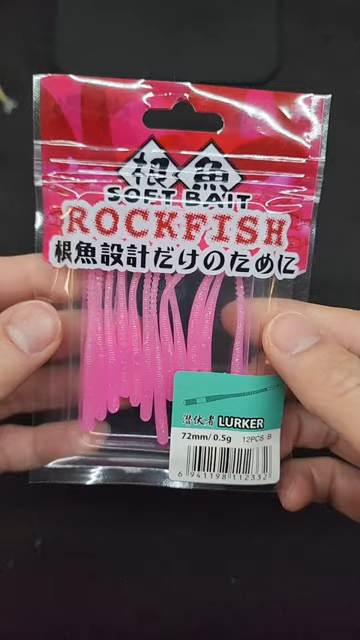 根魚
SOFT BAIT
ROCKFISH
根魚設計だけのために
潜伏者 LURKER
72mm/0.5g 12PCS B
6 941198 112332